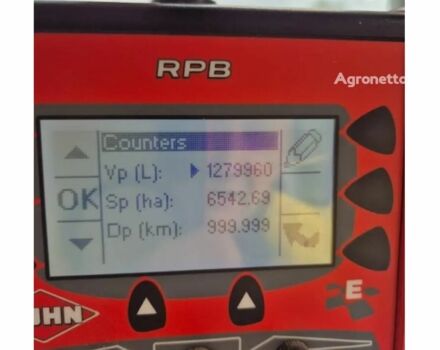 RPB
Agronetto
Counters
Vp (L): 1279960
OK Sp (ha): 6542.69
Dp (km): 999.999
E